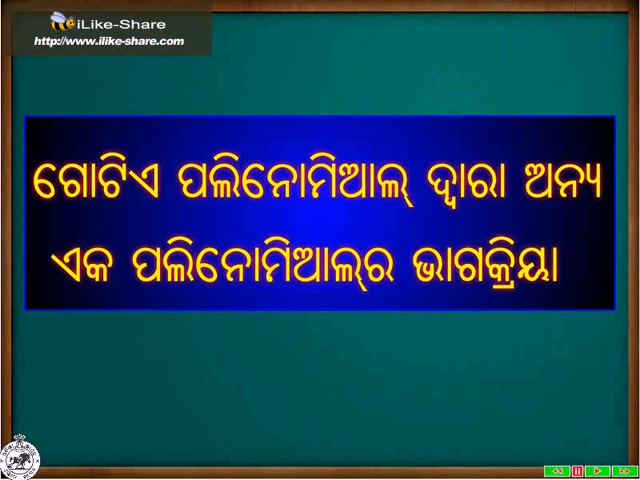 iLike-Share
http://www.ilike-share.com
ଗୋଟିଏ ପଲିନୋମିଆଲ୍ ଦ୍ୱାରା ଅନ୍ୟ
ଏକ ପଲିନୋମିଆଲ୍‌ର ଭାଗକ୍ରିୟା